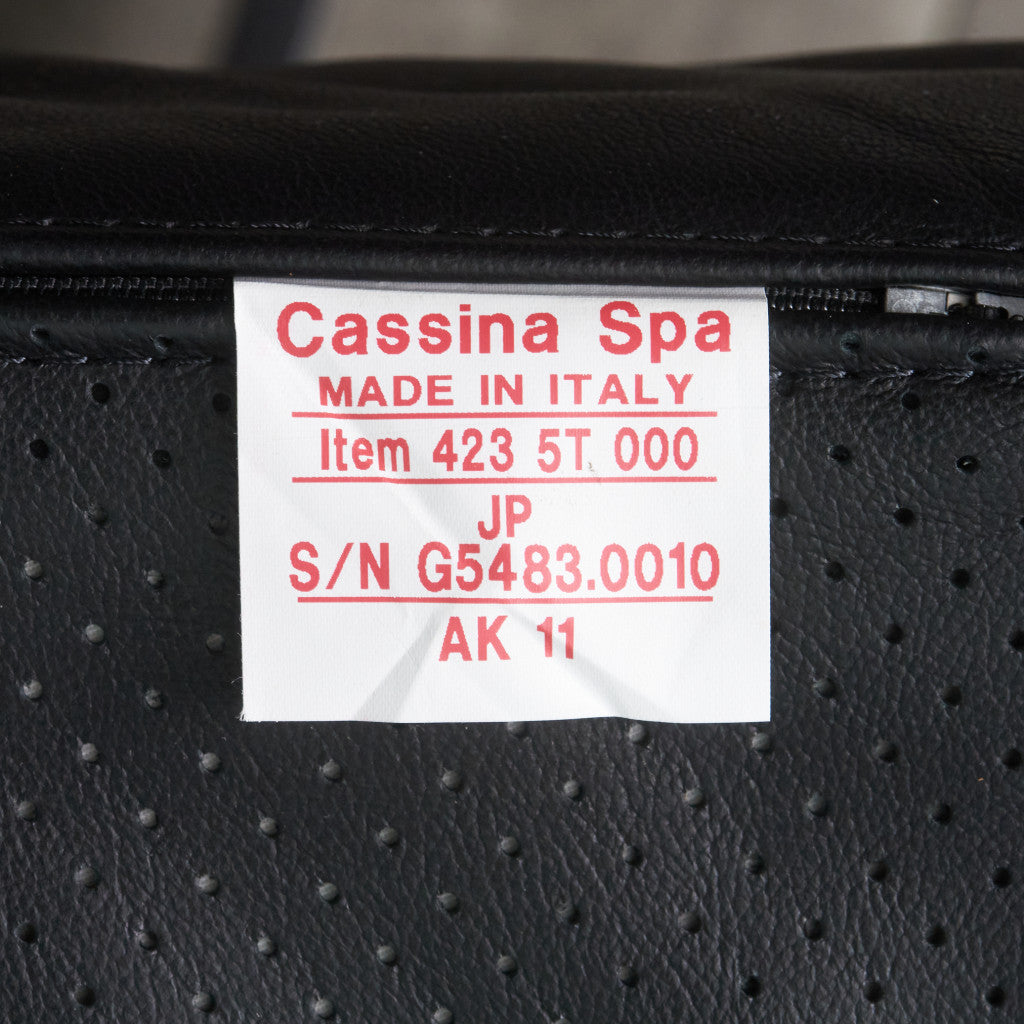 Cassina Spa
MADE IN ITALY
Item 423 5T 000
JP
S/N G5483.0010
AK 11